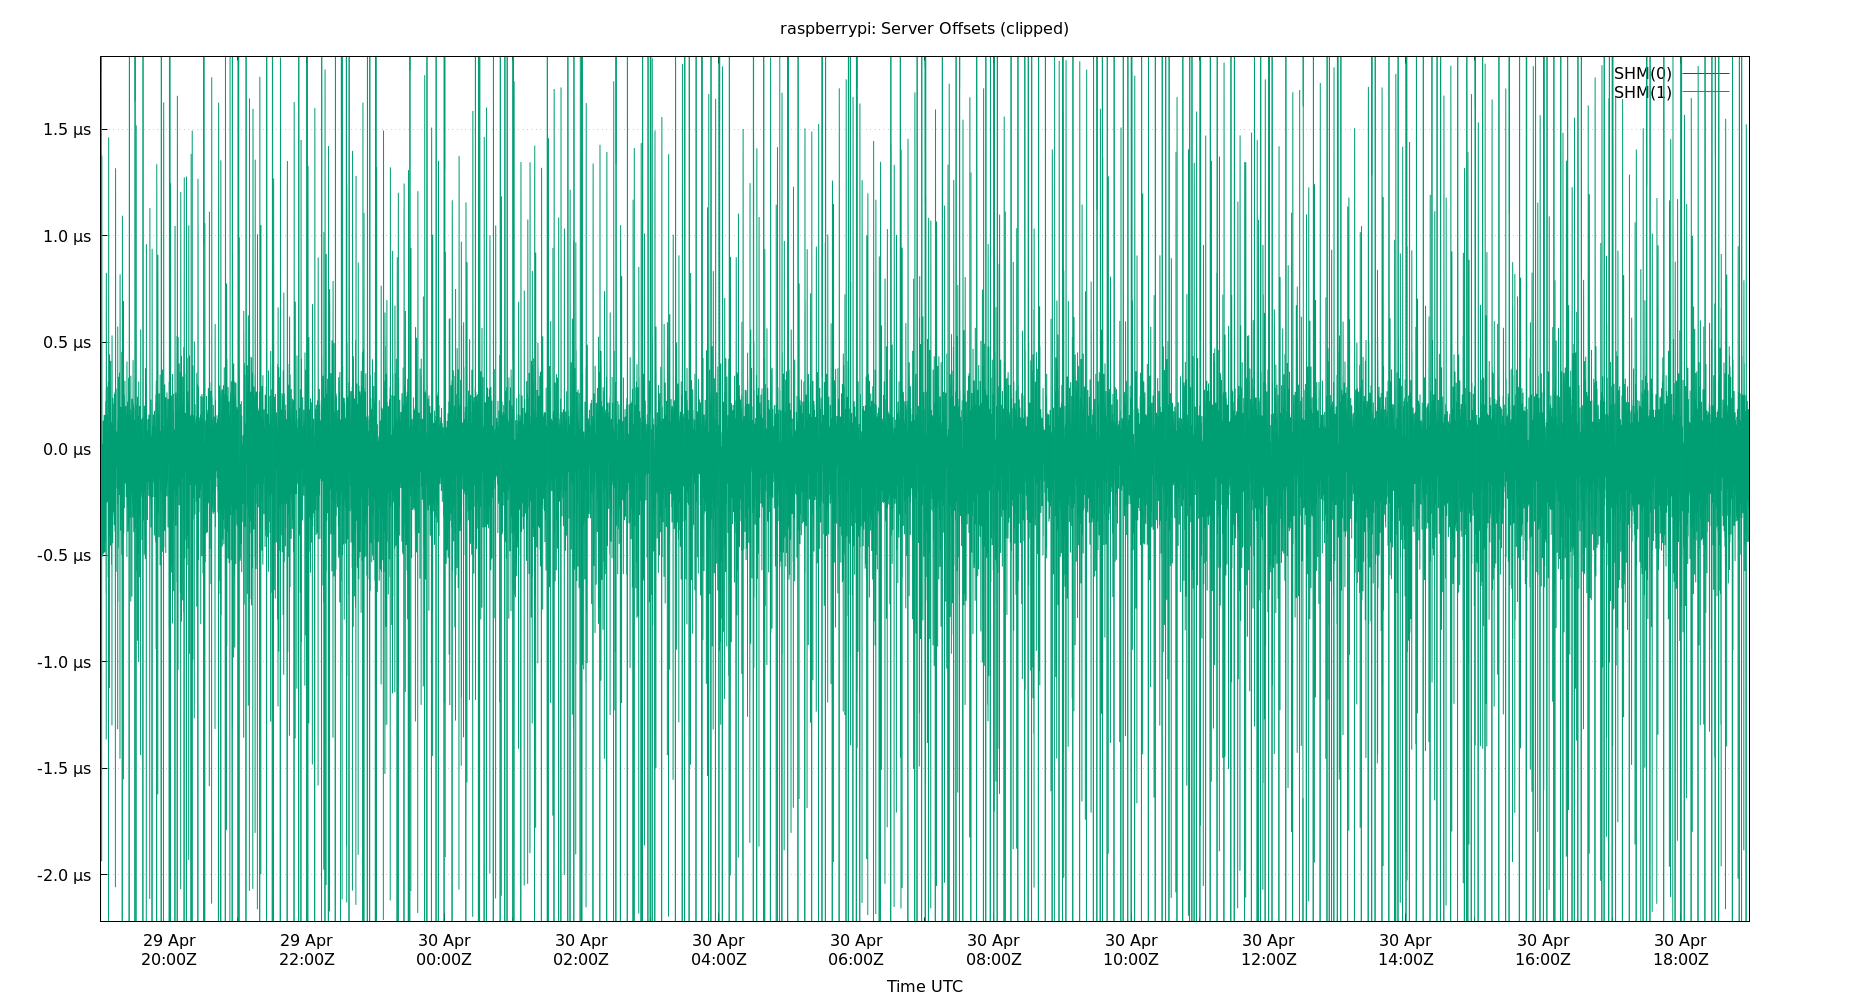 raspberrypi: Server Offsets (clipped)
SHM(0)
SHM(1)
1.5 µs
1.0 µs
0.5 µs
0.0 µs
-0.5 µs
-1.0 µs
-1.5 µs
-2.0 µs
29 Apr 29 Apr 30 Apr 30 Apr 30 Apr 30 Apr 30 Apr 30 Apr 30 Apr 30 Apr 30 Apr 30 Apr
20:00Z 22:00Z 00:00Z 02:00Z 04:00Z 06:00Z 08:00Z 10:00Z 12:00Z 14:00Z 16:00Z 18:00Z
Time UTC